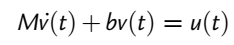 Mv̇(t) + bv(t) = u(t)